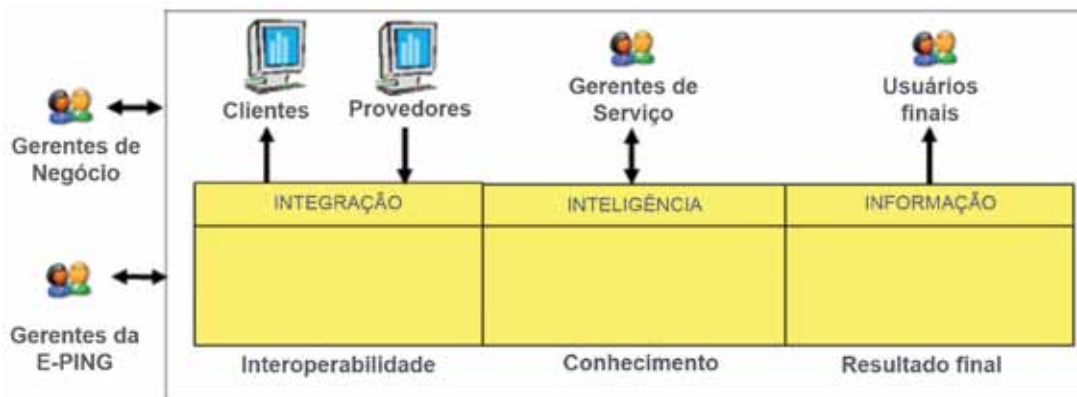 Clientes
Provedores
Gerentes de
Serviço
Usuários
finais
Gerentes de
Negócio
INTEGRAÇÃO
INTELIGÊNCIA
INFORMAÇÃO
Gerentes da
E-PING
Interoperabilidade
Conhecimento
Resultado final